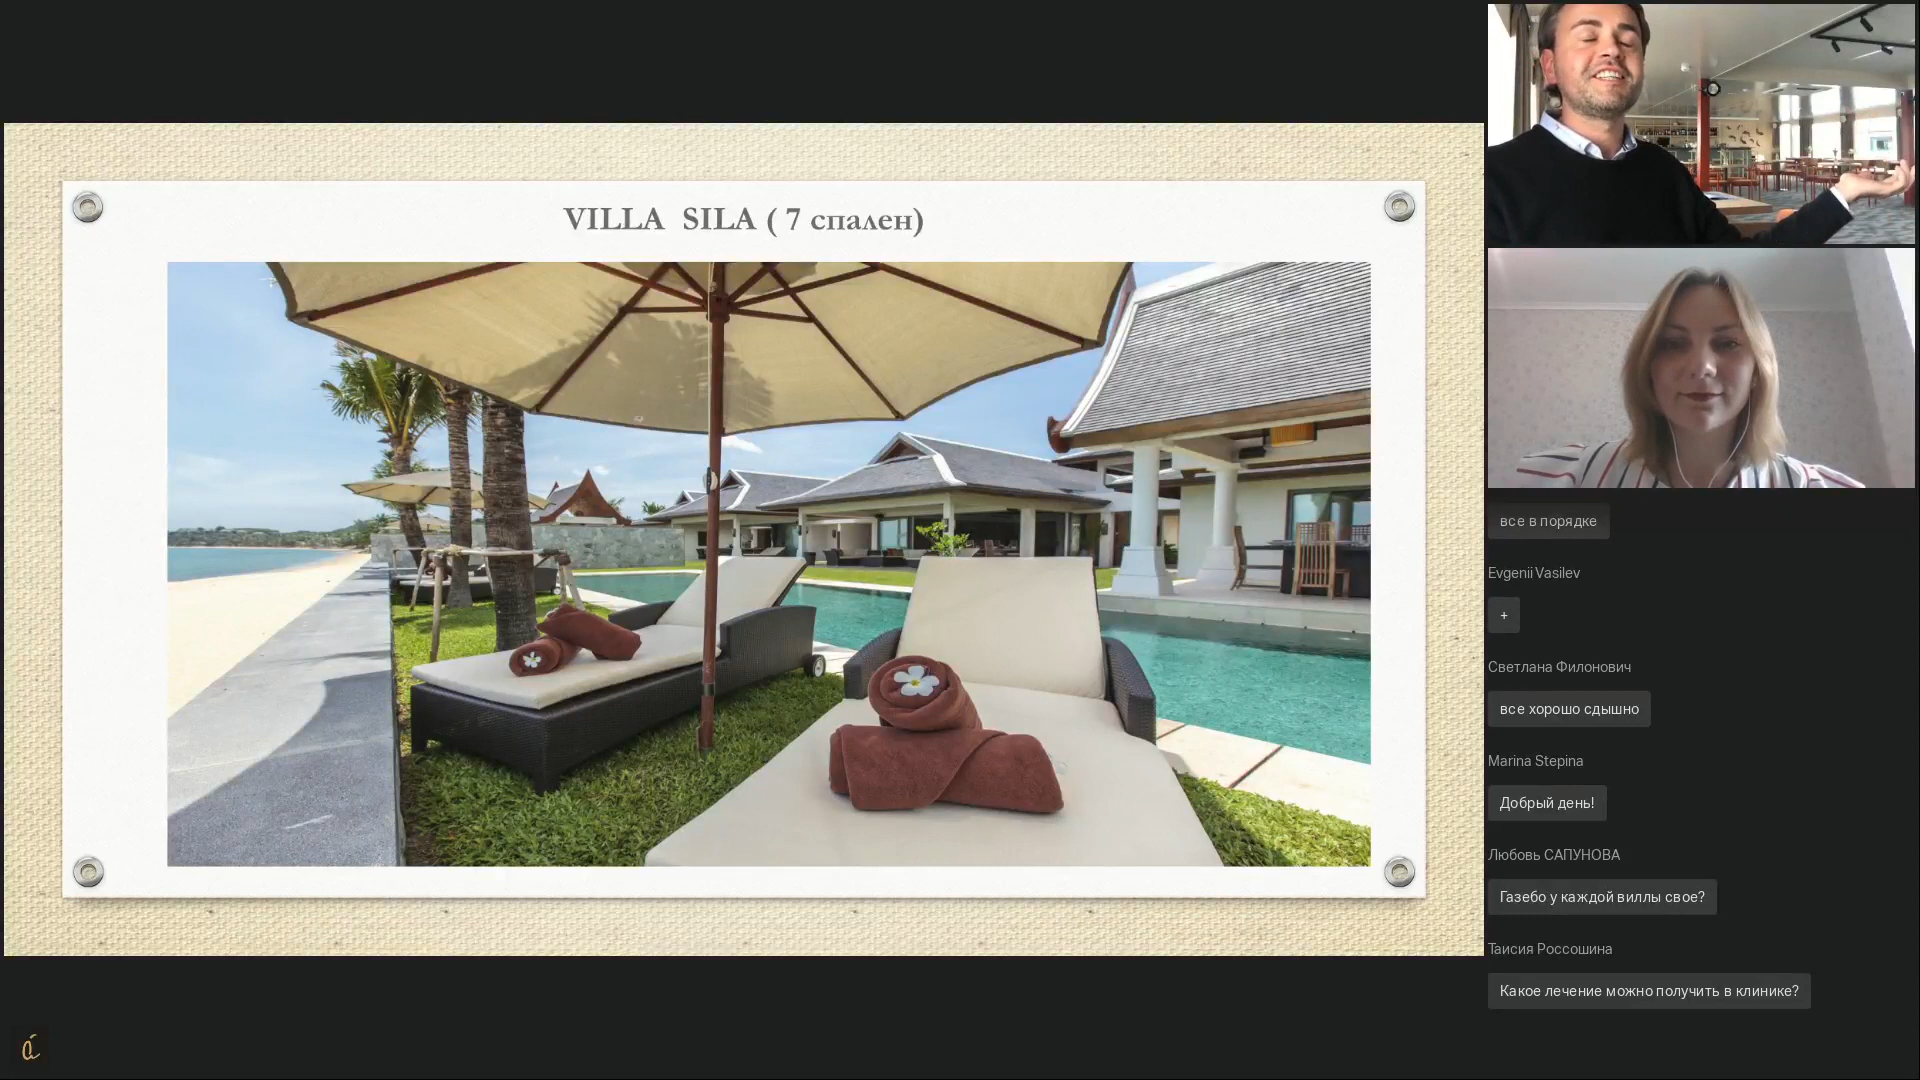 VILLA SILA ( 7 спален)
все в порядке
Evgenii Vasilev
+
Светлана Филонович
все хорошо сдышно
Marina Stepina
Добрый день!
Любовь САПУНОВА
Газебо у каждой виллы свое?
Таисия Россошина
Какое лечение можно получить в клинике?
á